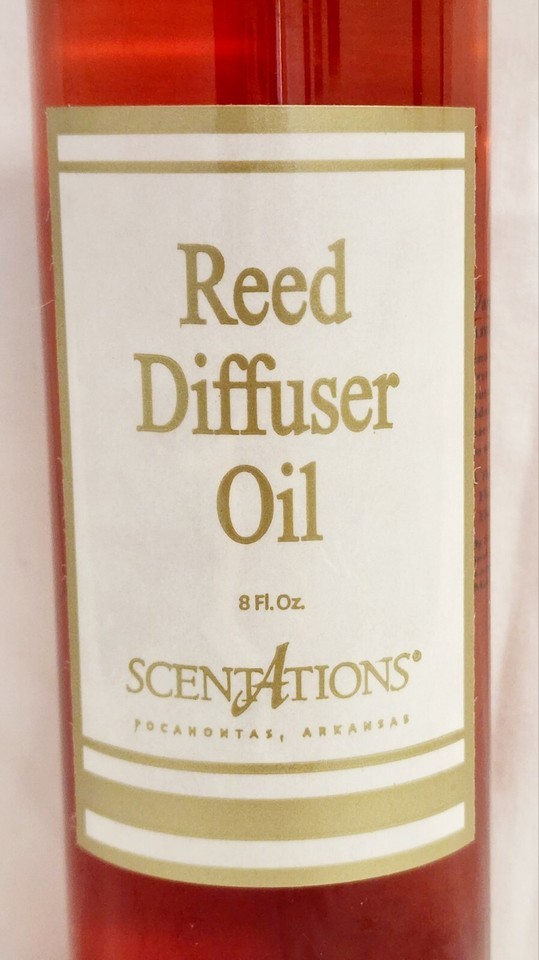 Reed
Diffuser
Oil
8 Fl. Oz.
SCENTATIONS®
POCAHONTAS, ARKANSAS